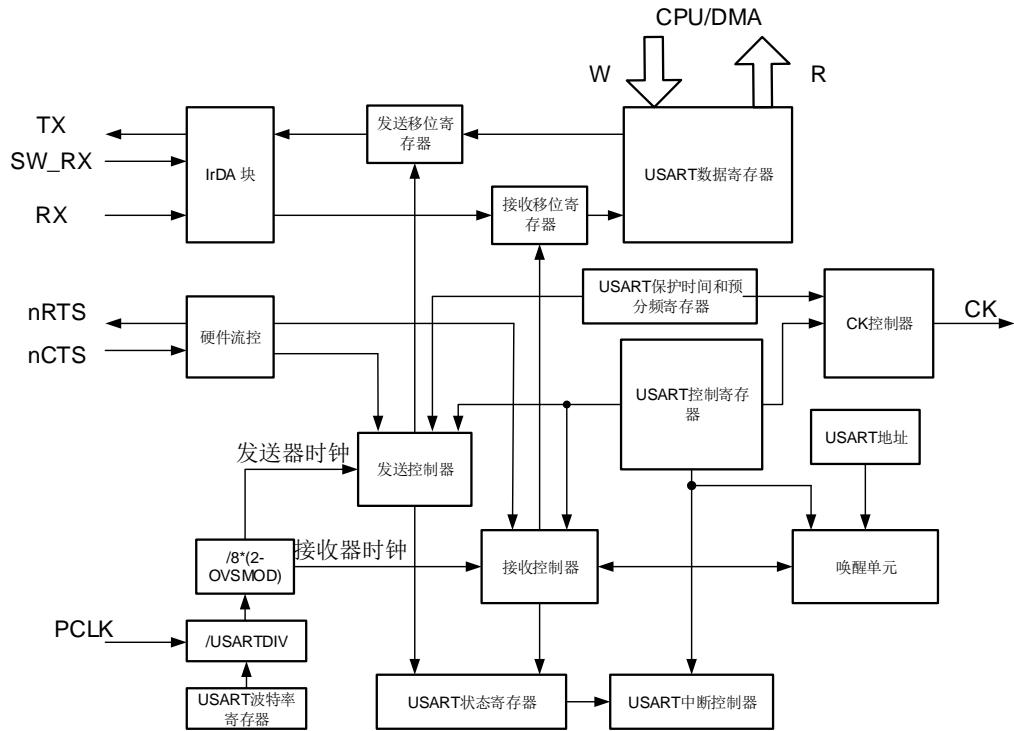 CPU/DMA
W
R
TX
SW_RX
RX
IrDA 块
发送移位寄
存器
接收移位寄
存器
USART数据寄存器
nRTS
nCTS
硬件流控
USART保护时间和预
分频寄存器
CK控制器
CK
USART控制寄存
器
USART地址
发送器时钟
发送控制器
接收器时钟
/8*(2-
OVSMOD)
接收控制器
唤醒单元
PCLK
/USARTDIV
USART波特率
寄存器
USART状态寄存器
USART中断控制器